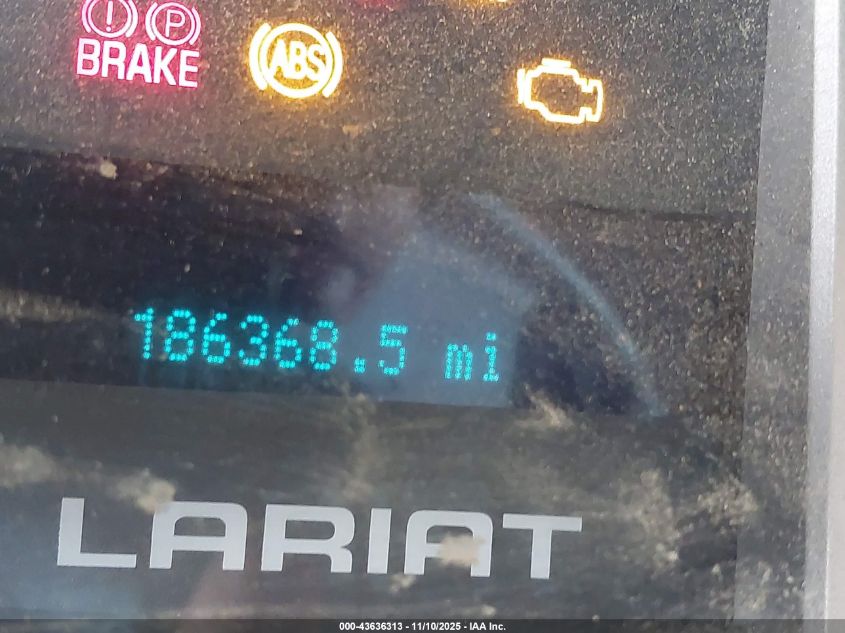 ! P
BRAKE
ABS
186368.5 mi
LARIAT
000-43636313 - 11/10/2025 - IAA Inc.